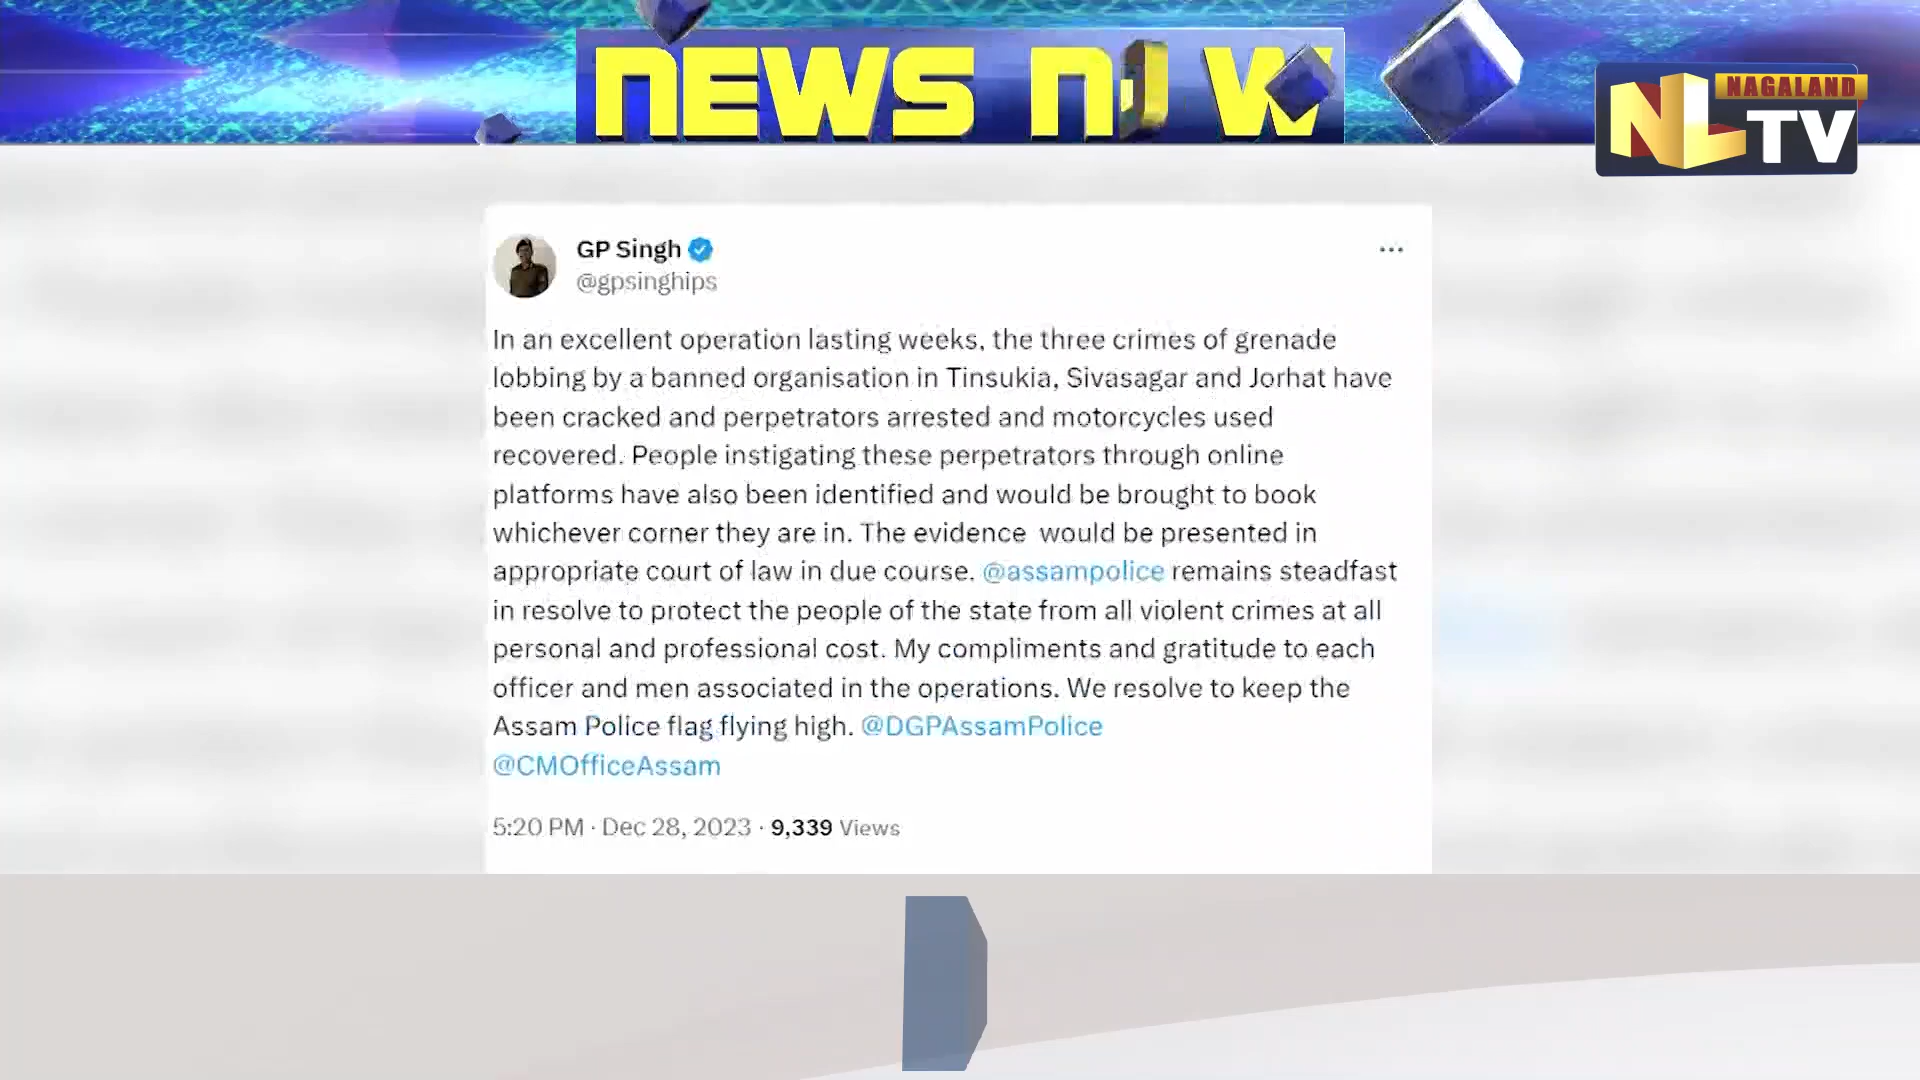 NEWS NOW
NAGALAND
NL TV
GP Singh
@gpsinghips
In an excellent operation lasting weeks, the three crimes of grenade
lobbing by a banned organisation in Tinsukia, Sivasagar and Jorhat have
been cracked and perpetrators arrested and motorcycles used
recovered. People instigating these perpetrators through online
platforms have also been identified and would be brought to book
whichever corner they are in. The evidence  would be presented in
appropriate court of law in due course. @assampolice remains steadfast
in resolve to protect the people of the state from all violent crimes at all
personal and professional cost. My compliments and gratitude to each
officer and men associated in the operations. We resolve to keep the
Assam Police flag flying high. @DGPAssamPolice
@CMOfficeAssam
5:20 PM · Dec 28, 2023 · 9,339 Views